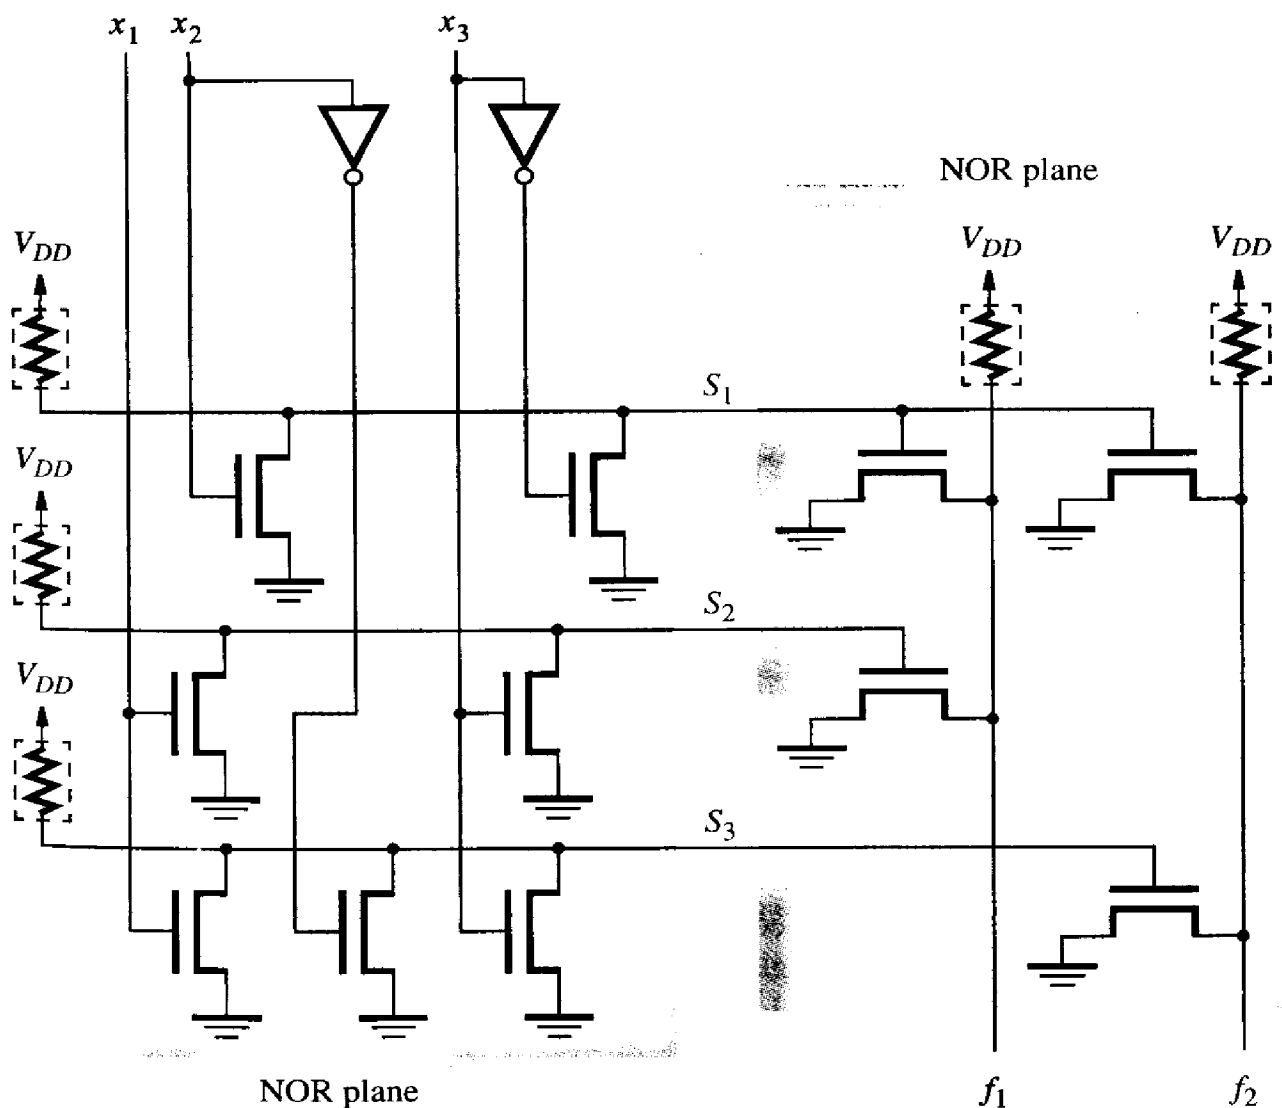 x1 x2 x3
NOR plane
VDD VDD VDD
S1
VDD
S2
VDD
S3
NOR plane
f1 f2